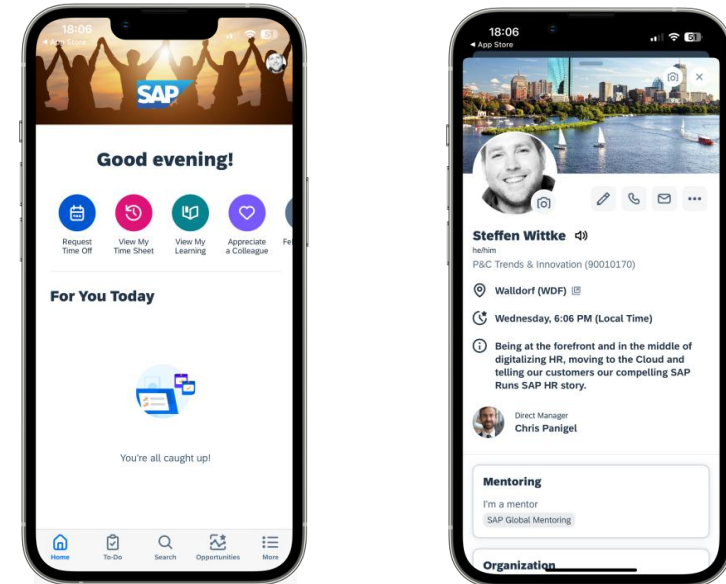 18:06
App Store
51
SAP
Good evening!
Request
Time Off
View My
Time Sheet
View My
Learning
Appreciate
a Colleague
Fe
For You Today
You're all caught up!
Home
To-Do
Search
Opportunities
More
18:06
App Store
51
Steffen Wittke
he/him
P&C Trends & Innovation (90010170)
Walldorf (WDF)
Wednesday, 6:06 PM (Local Time)
Being at the forefront and in the middle of
digitalizing HR, moving to the Cloud and
telling our customers our compelling SAP
Runs SAP HR story.
Direct Manager
Chris Panigel
Mentoring
I'm a mentor
SAP Global Mentoring
Organization